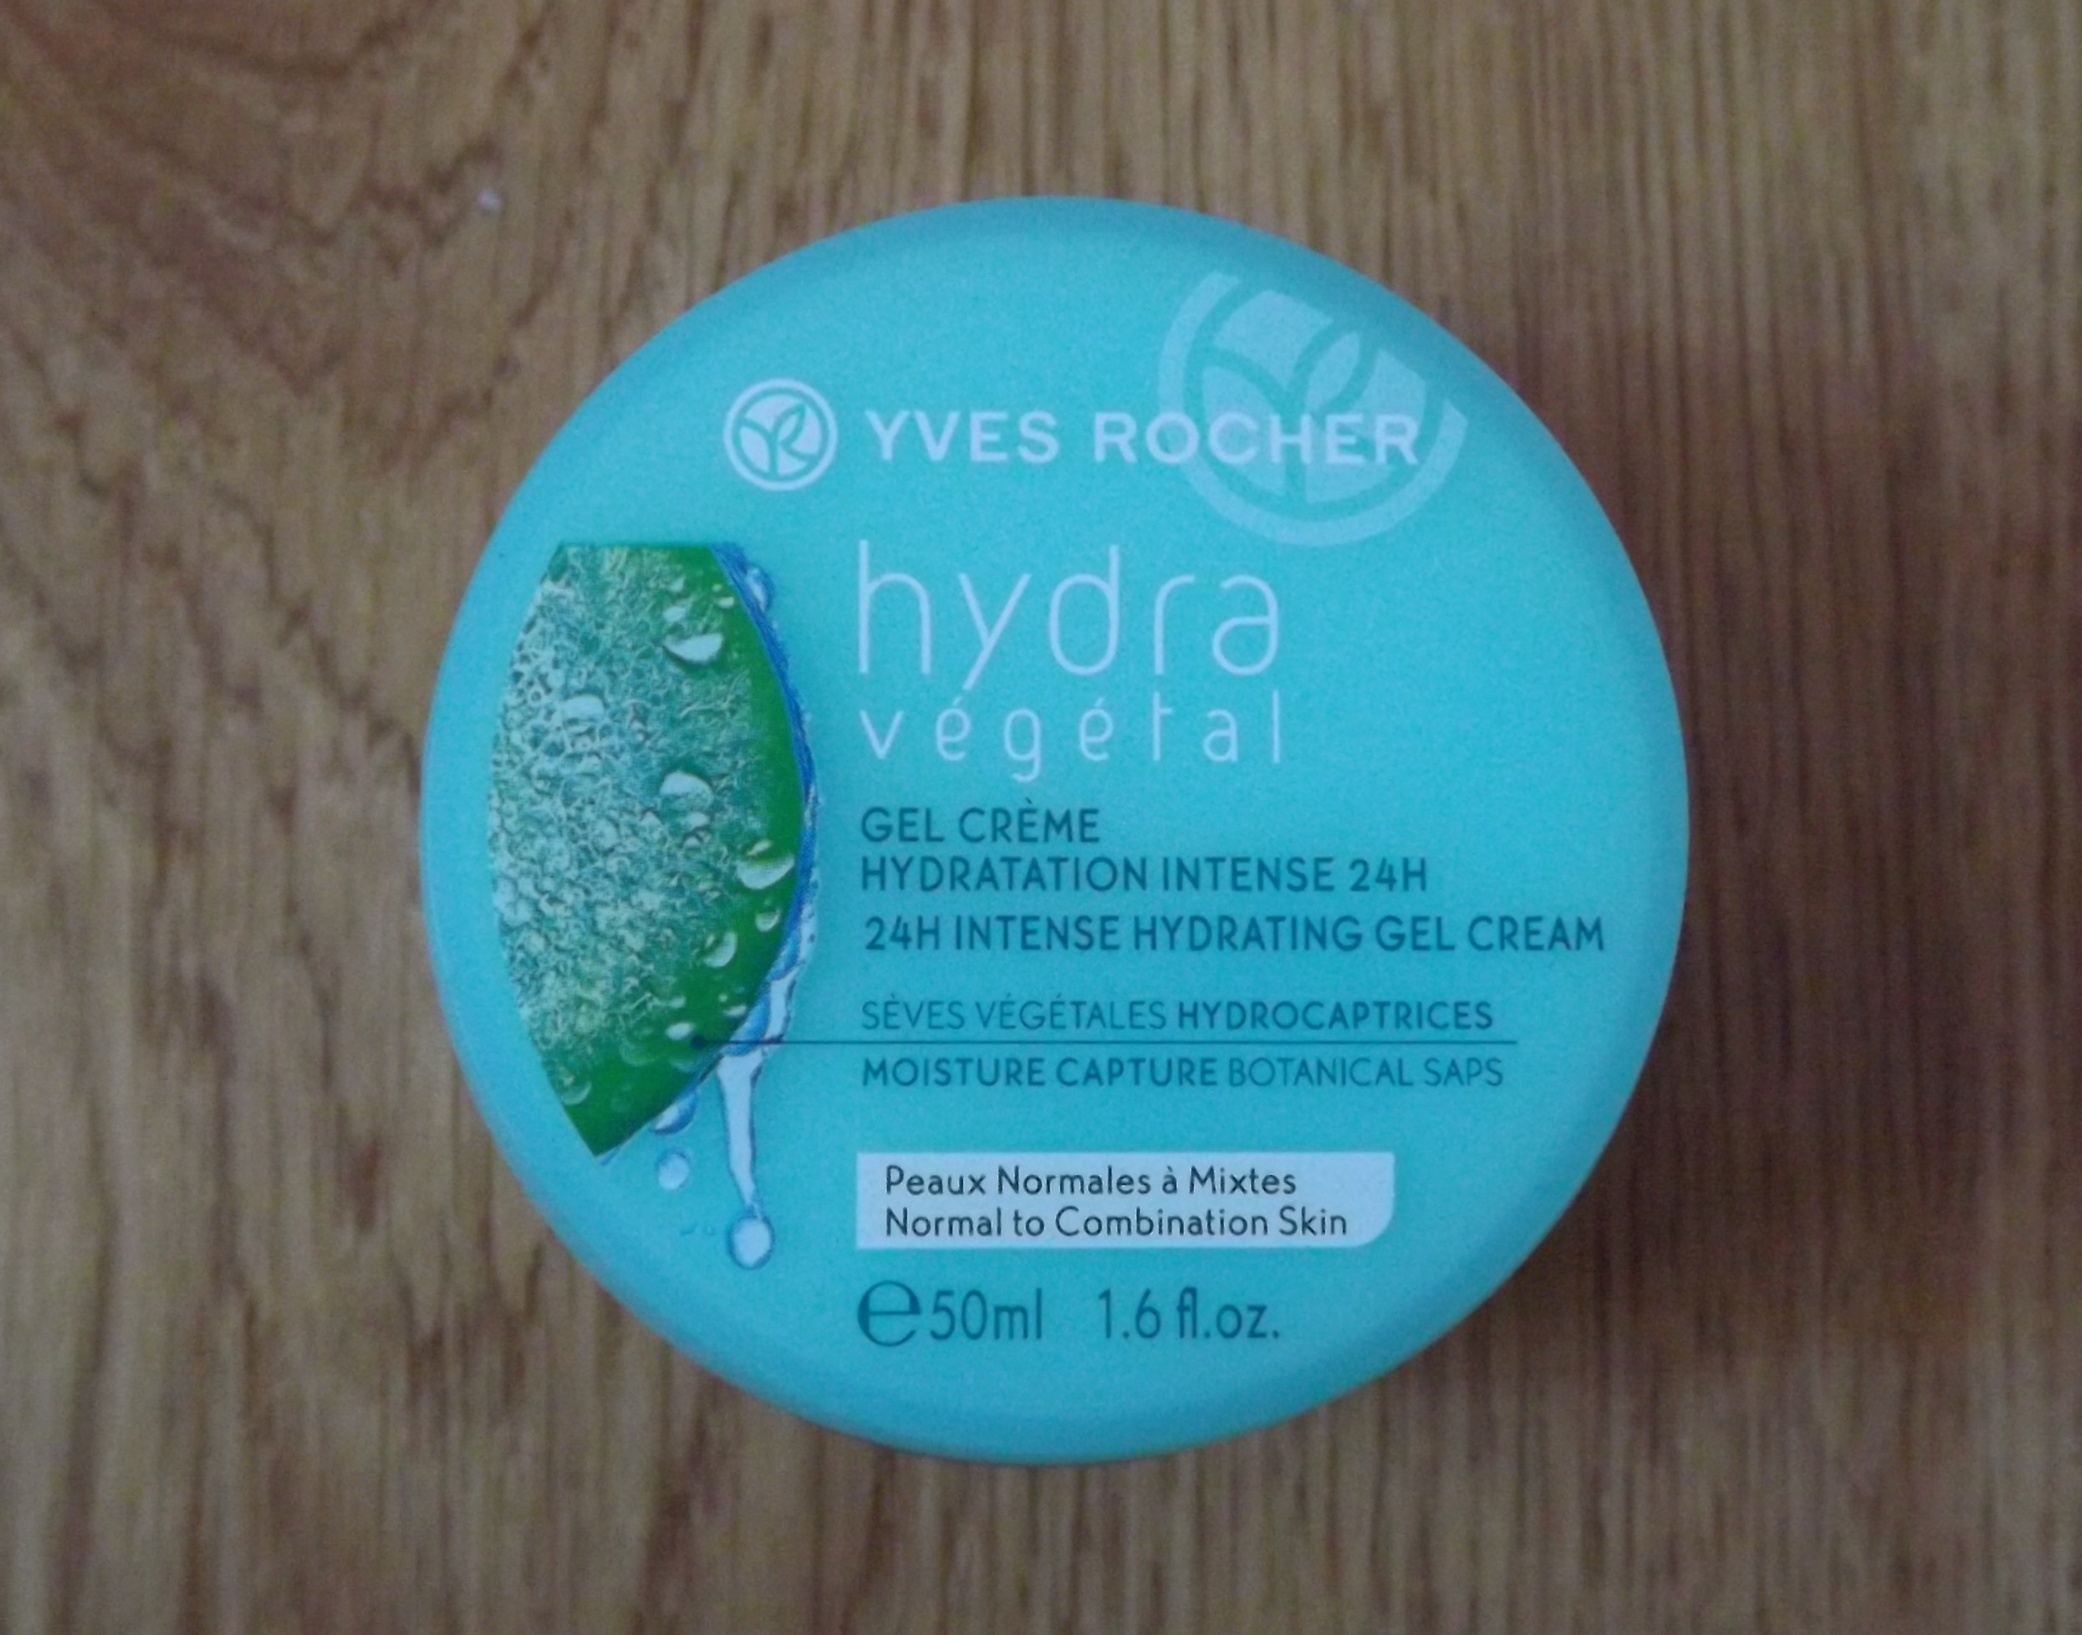 YVES ROCHER
hydra
végétal
GEL CRÈME
HYDRATATION INTENSE 24H
24H INTENSE HYDRATING GEL CREAM
SÈVES VÉGÉTALES HYDROCAPTRICES
MOISTURE CAPTURE BOTANICAL SAPS
Peaux Normales à Mixtes
Normal to Combination Skin
℮50ml 1.6 fl.oz.